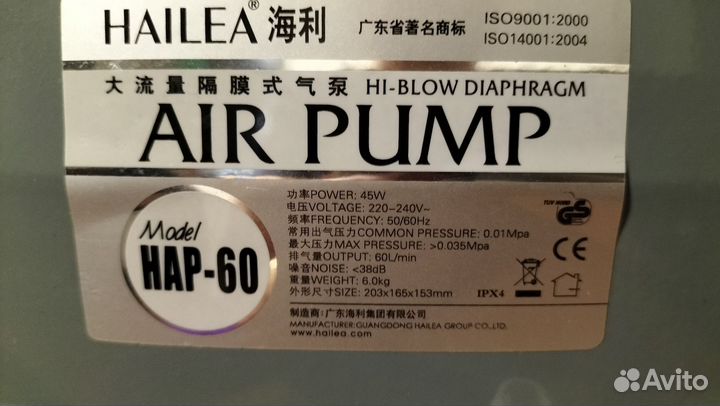 HAILEA® 海利 广东省著名商标 ISO9001:2000
ISO14001:2004
大流量隔膜式气泵 HI-BLOW DIAPHRAGM
AIR PUMP
Model
HAP-60
功率POWER: 45W
电压VOLTAGE: 220-240V~
频率FREQUENCY: 50/60Hz
常用出气压力COMMON PRESSURE: 0.01Mpa
最大压力MAX PRESSURE: >0.035Mpa
排气量OUTPUT: 60L/min
噪音NOISE: <38dB
重量WEIGHT: 6.0kg
外形尺寸SIZE: 203x165x153mm
TUV NORD
GS
CE
IPX4
制造商:广东海利集团有限公司
MANUFACTURER:GUANGDONG HAILEA GROUP CO.,LTD.
www.hailea.com
Avito